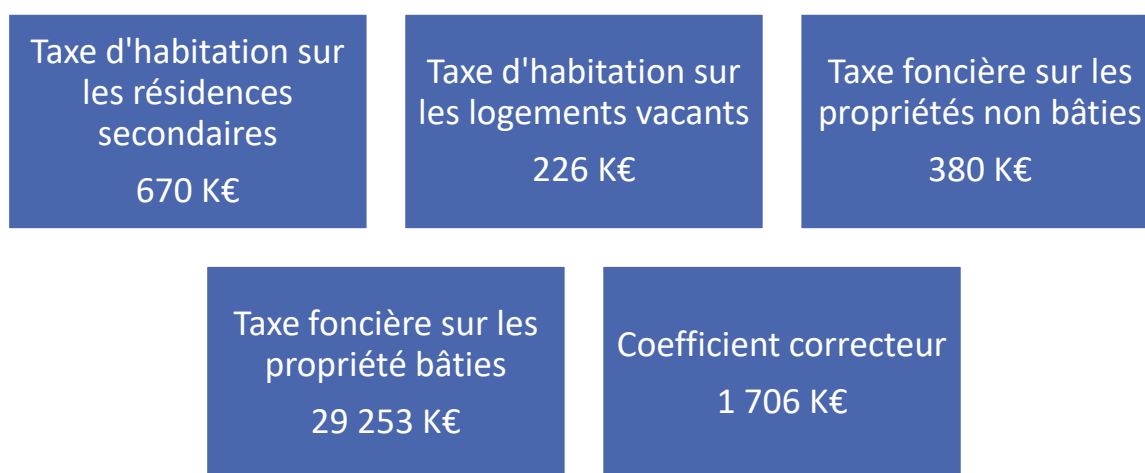 Taxe d'habitation sur
les résidences
secondaires
670 K€
Taxe d'habitation sur
les logements vacants
226 K€
Taxe foncière sur les
propriétés non bâties
380 K€
Taxe foncière sur les
propriété bâties
29 253 K€
Coefficient correcteur
1 706 K€